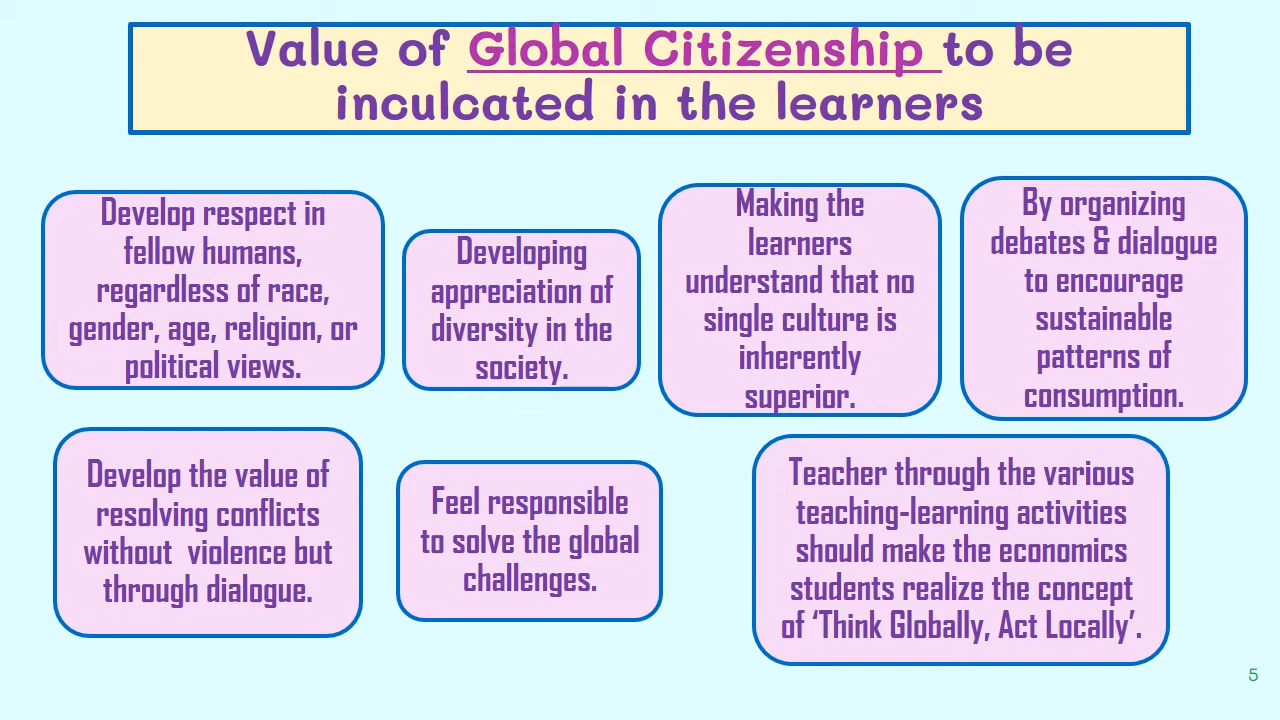 Value of Global Citizenship to be
inculcated in the learners
Develop respect in
fellow humans,
regardless of race,
gender, age, religion, or
political views.
Developing
appreciation of
diversity in the
society.
Making the
learners
understand that no
single culture is
inherently
superior.
By organizing
debates & dialogue
to encourage
sustainable
patterns of
consumption.
Develop the value of
resolving conflicts
without  violence but
through dialogue.
Feel responsible
to solve the global
challenges.
Teacher through the various
teaching-learning activities
should make the economics
students realize the concept
of ‘Think Globally, Act Locally’.
5